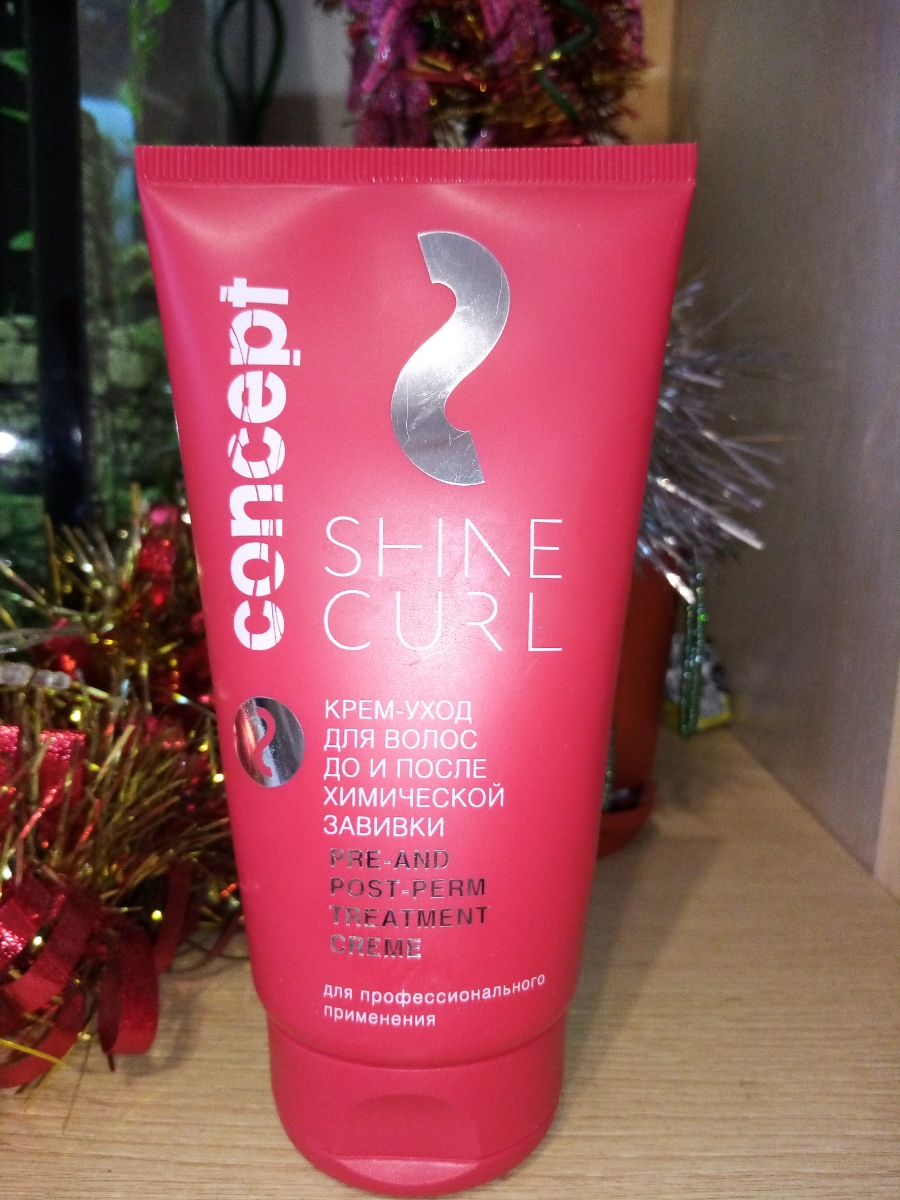 concept
SHINE
CURL
КРЕМ-УХОД
ДЛЯ ВОЛОС
ДО И ПОСЛЕ
ХИМИЧЕСКОЙ
ЗАВИВКИ
PRE-AND
POST-PERM
TREATMENT
CREME
для профессионального
применения